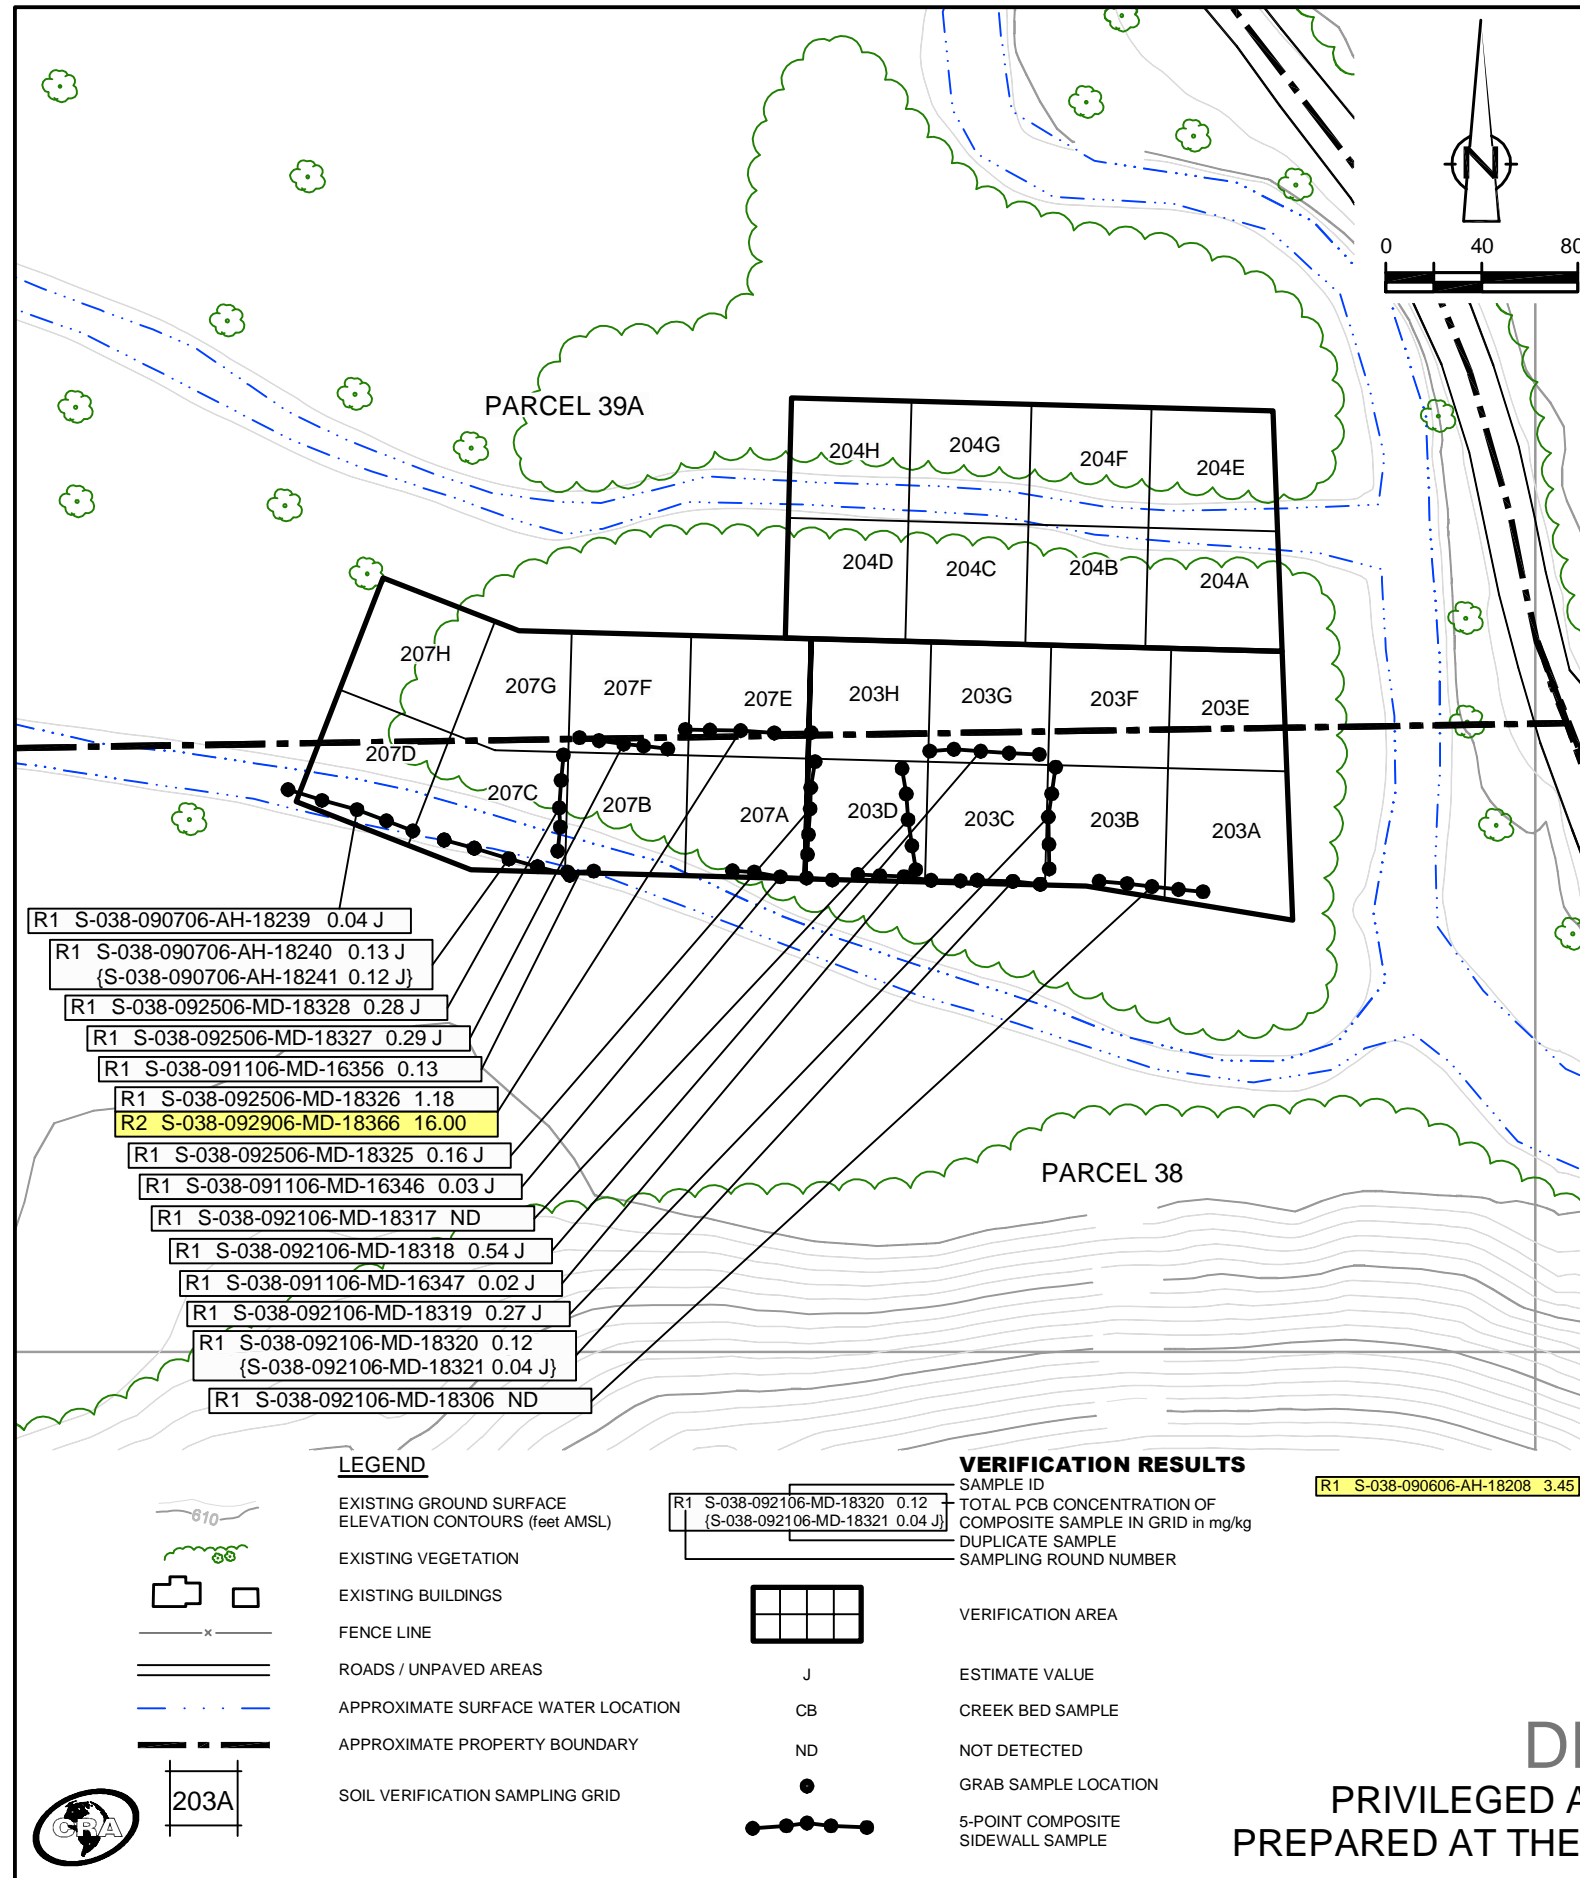 N
0 40 80
PARCEL 39A
204H 204G 204F 204E
204D 204C 204B 204A
207H 207G 207F 207E 203H 203G 203F 203E
207D 207C 207B 207A 203D 203C 203B 203A
R1 S-038-090706-AH-18239 0.04 J
R1 S-038-090706-AH-18240 0.13 J
{S-038-090706-AH-18241 0.12 J}
R1 S-038-092506-MD-18328 0.28 J
R1 S-038-092506-MD-18327 0.29 J
R1 S-038-091106-MD-16356 0.13
R1 S-038-092506-MD-18326 1.18
R2 S-038-092906-MD-18366 16.00
R1 S-038-092506-MD-18325 0.16 J
R1 S-038-091106-MD-16346 0.03 J
R1 S-038-092106-MD-18317 ND
R1 S-038-092106-MD-18318 0.54 J
R1 S-038-091106-MD-16347 0.02 J
R1 S-038-092106-MD-18319 0.27 J
R1 S-038-092106-MD-18320 0.12
{S-038-092106-MD-18321 0.04 J}
R1 S-038-092106-MD-18306 ND
PARCEL 38
LEGEND
610
EXISTING GROUND SURFACE
ELEVATION CONTOURS (feet AMSL)
EXISTING VEGETATION
EXISTING BUILDINGS
x
FENCE LINE
ROADS / UNPAVED AREAS
APPROXIMATE SURFACE WATER LOCATION
APPROXIMATE PROPERTY BOUNDARY
203A
SOIL VERIFICATION SAMPLING GRID
CRA
VERIFICATION RESULTS
R1 S-038-092106-MD-18320 0.12
{S-038-092106-MD-18321 0.04 J}
SAMPLE ID
TOTAL PCB CONCENTRATION OF
COMPOSITE SAMPLE IN GRID in mg/kg
DUPLICATE SAMPLE
SAMPLING ROUND NUMBER
VERIFICATION AREA
J ESTIMATE VALUE
CB CREEK BED SAMPLE
ND NOT DETECTED
GRAB SAMPLE LOCATION
5-POINT COMPOSITE
SIDEWALL SAMPLE
R1 S-038-090606-AH-18208 3.45
PRIVILEGED
PREPARED AT THE